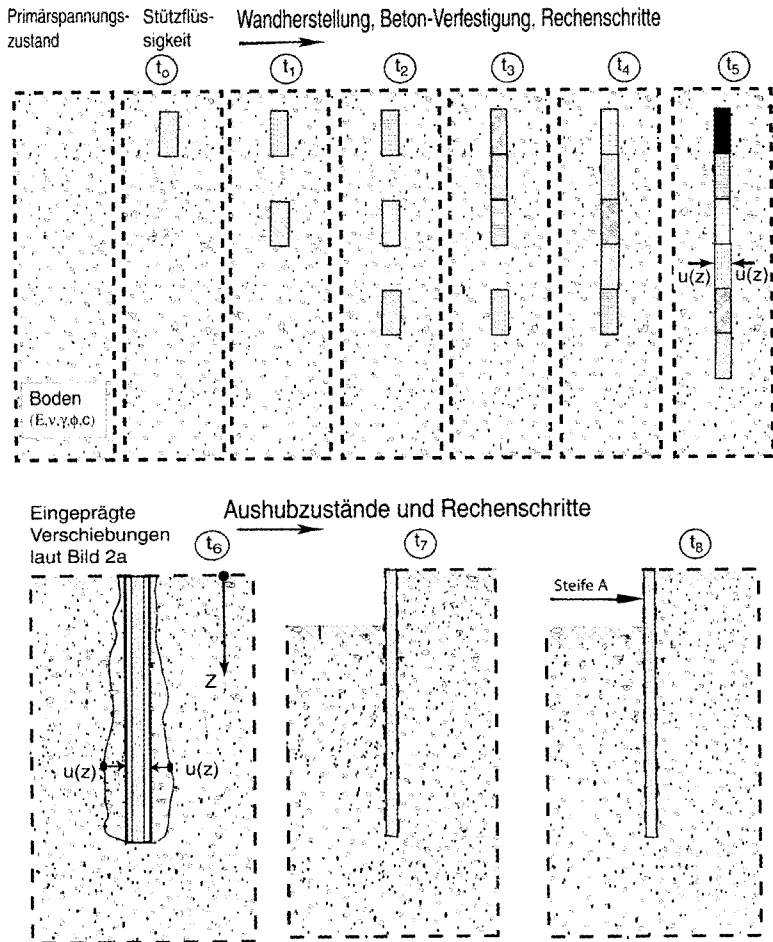 Primärspannungs-
zustand
Stützflüs-
sigkeit
Wandherstellung, Beton-Verfestigung, Rechenschritte
t₀
t₁
t₂
t₃
t₄
t₅
u(z)
u(z)
Boden
(E,ν,γ,ϕ,c)
Eingeprägte
Verschiebungen
laut Bild 2a
Aushubzustände und Rechenschritte
t₆
t₇
t₈
Steife A
z
u(z)
u(z)